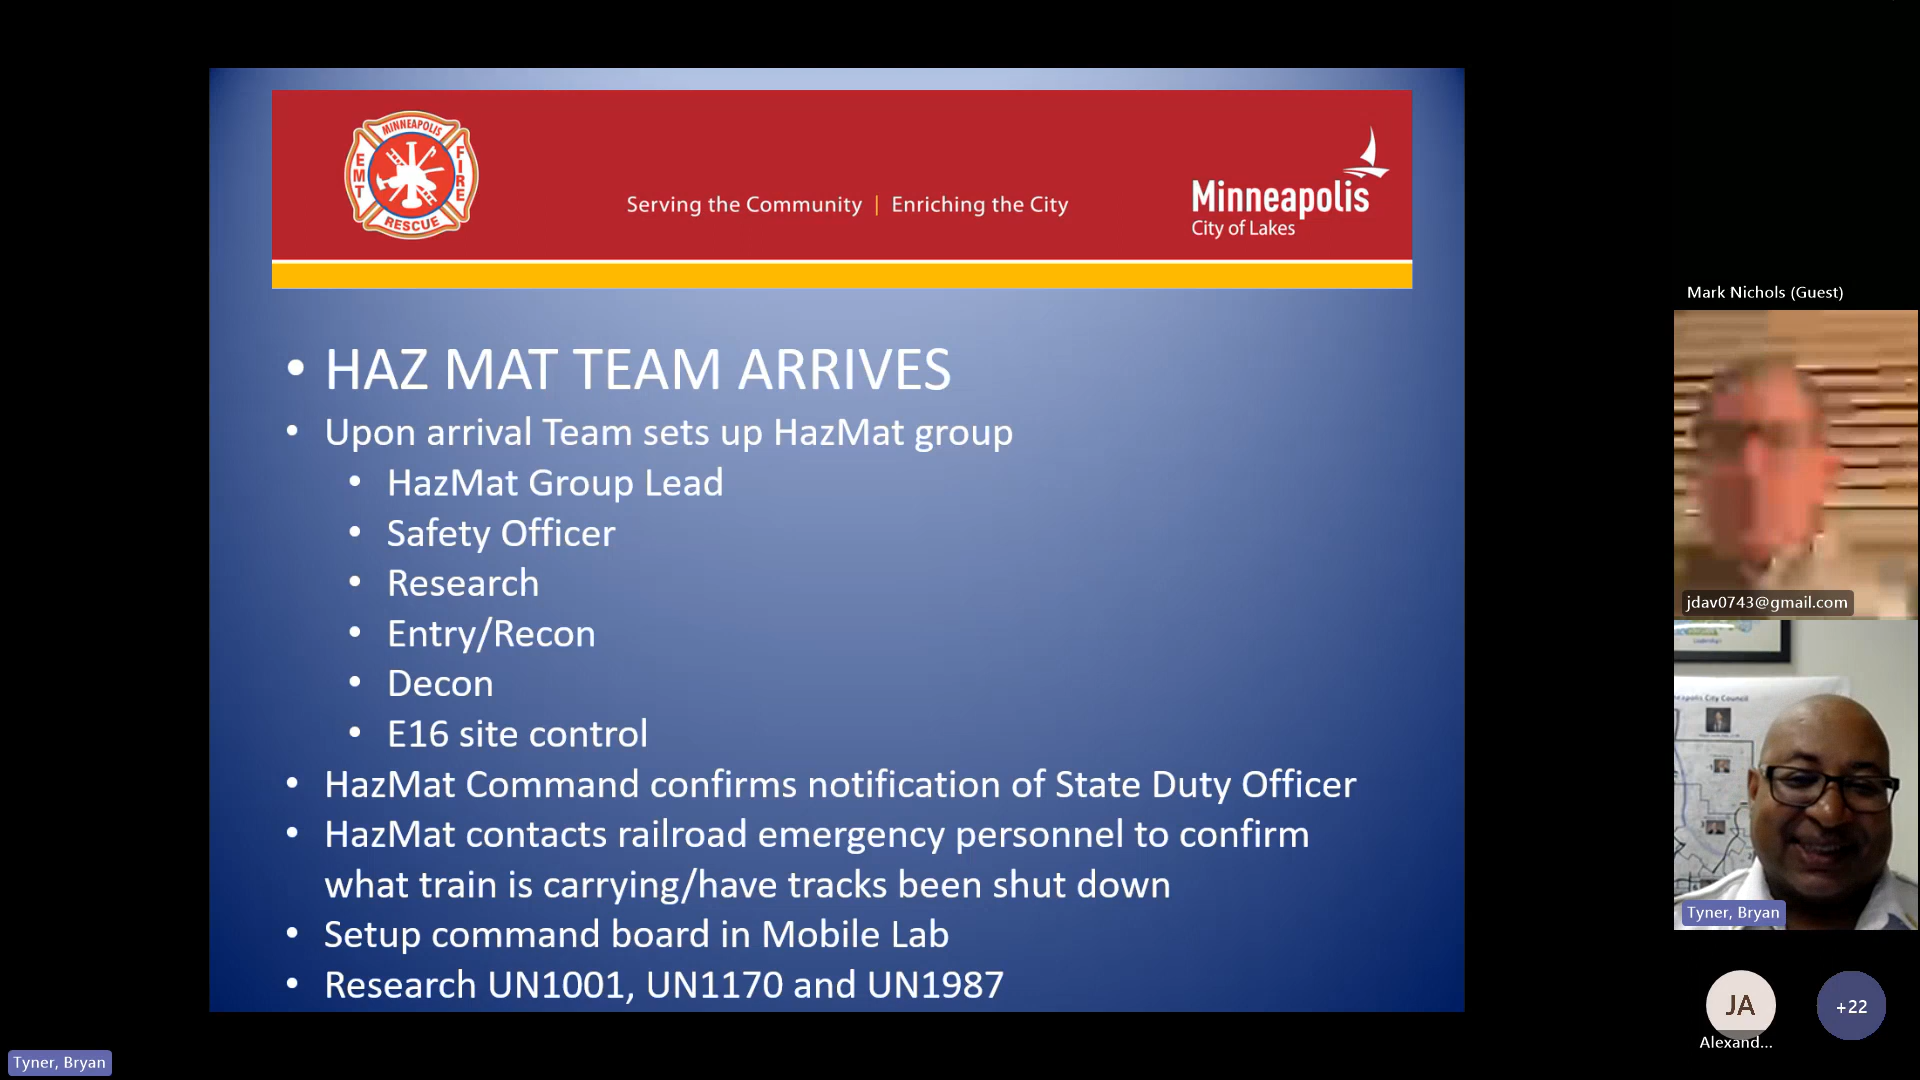 MINNEAPOLIS
EMT
FIRE
RESCUE
Serving the Community | Enriching the City
Minneapolis
City of Lakes
• HAZ MAT TEAM ARRIVES
• Upon arrival Team sets up HazMat group
• HazMat Group Lead
• Safety Officer
• Research
• Entry/Recon
• Decon
• E16 site control
• HazMat Command confirms notification of State Duty Officer
• HazMat contacts railroad emergency personnel to confirm
what train is carrying/have tracks been shut down
• Setup command board in Mobile Lab
• Research UN1001, UN1170 and UN1987
Mark Nichols (Guest)
jdav0743@gmail.com
City Council
Tyner, Bryan
JA
+22
Alexand...
Tyner, Bryan